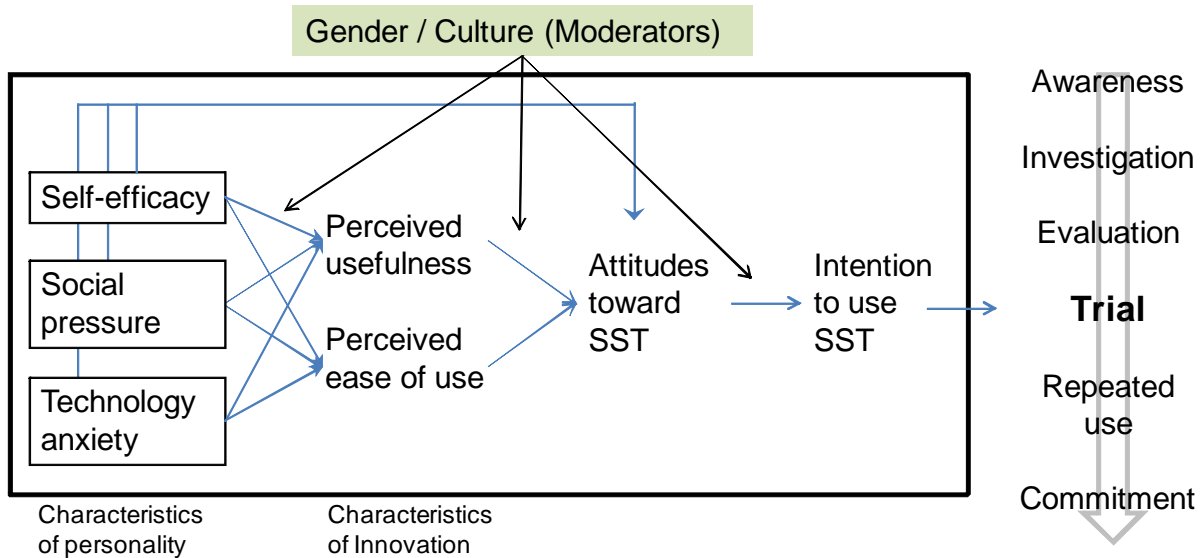 Gender / Culture (Moderators)
Self-efficacy
Social
pressure
Technology
anxiety
Perceived
usefulness
Perceived
ease of use
Attitudes
toward
SST
Intention
to use
SST
Awareness
Investigation
Evaluation
Trial
Repeated
use
Commitment
Characteristics
of personality
Characteristics
of Innovation